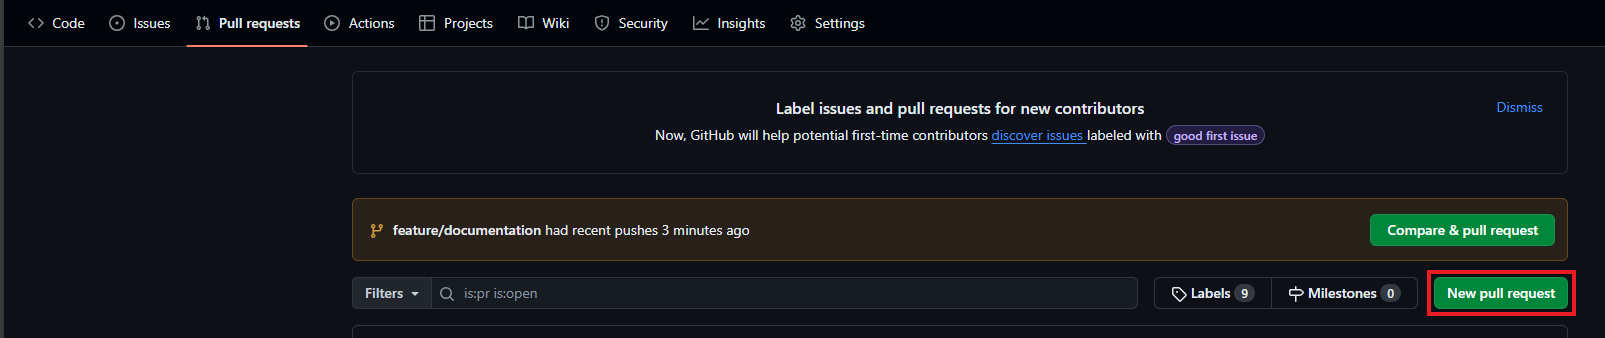 Code Issues Pull requests Actions Projects Wiki Security Insights Settings
Label issues and pull requests for new contributors
Dismiss
Now, GitHub will help potential first-time contributors discover issues labeled with good first issue
feature/documentation had recent pushes 3 minutes ago
Compare & pull request
Filters is:pr is:open Labels 9 Milestones 0 New pull request